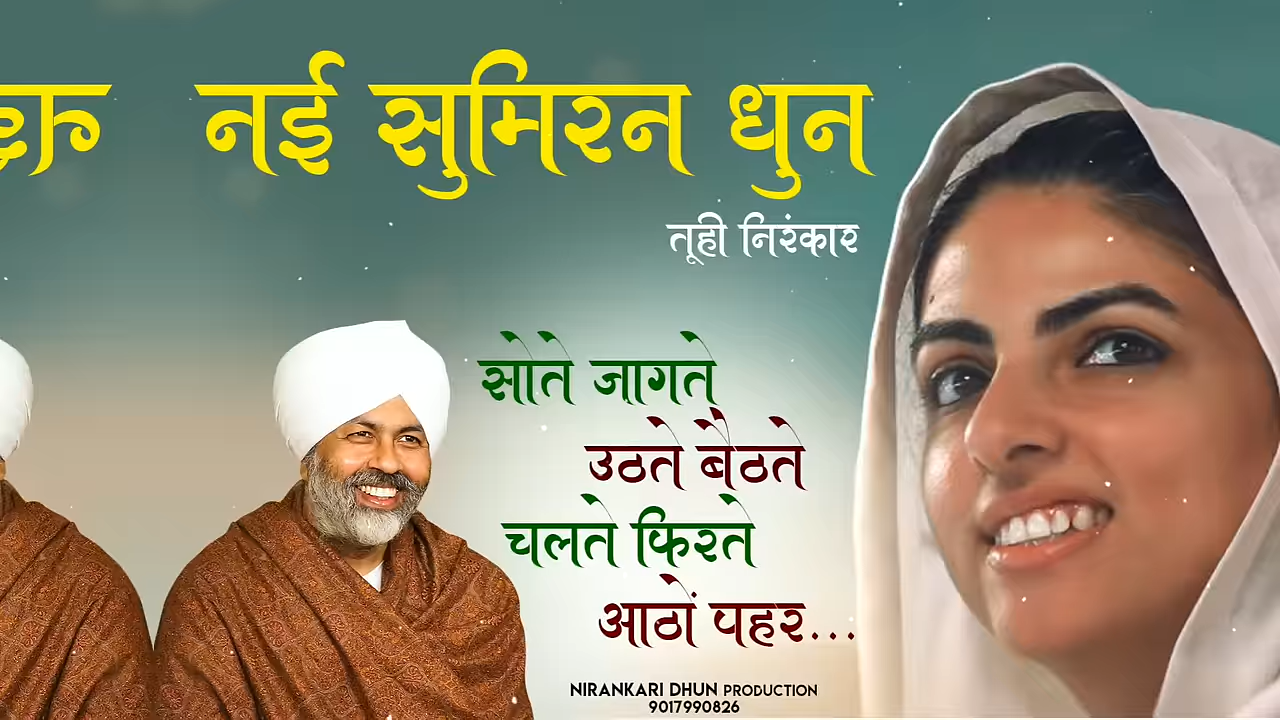 नई सुमिरन धुन
तूही निरंकार
सोते जागते
उठते बैठते
चलते फिरते
आठों पहर...
NIRANKARI DHUN PRODUCTION
9017990826